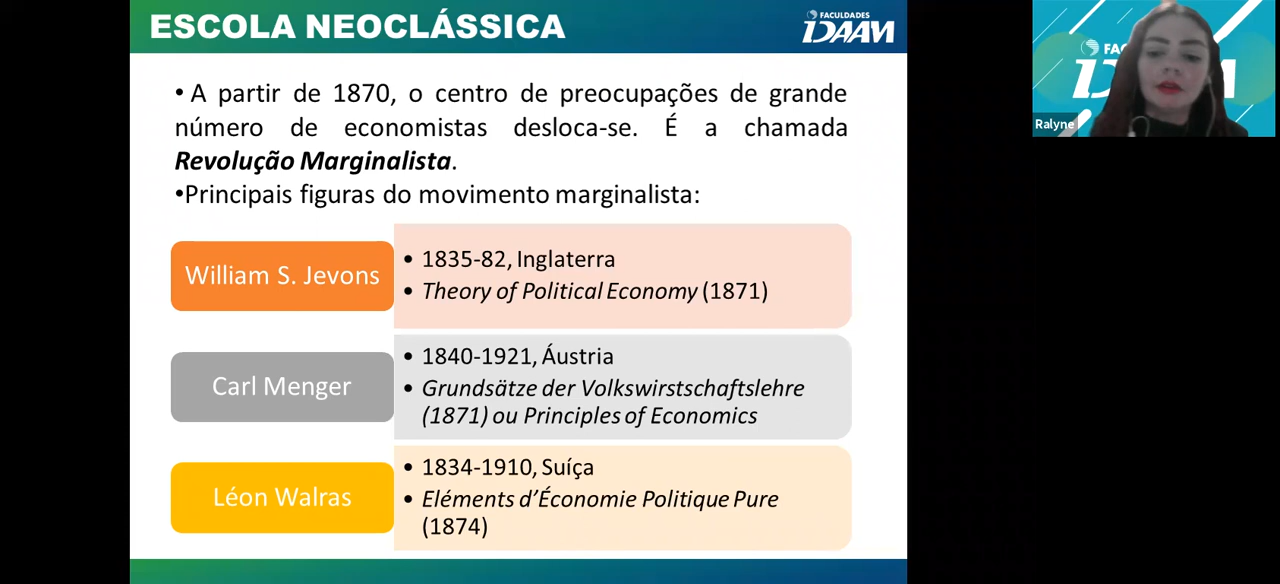 ESCOLA NEOCLÁSSICA
FACULDADES
IDAAM
• A partir de 1870, o centro de preocupações de grande
número de economistas desloca-se. É a chamada
Revolução Marginalista.
•Principais figuras do movimento marginalista:
William S. Jevons
• 1835-82, Inglaterra
• Theory of Political Economy (1871)
Carl Menger
• 1840-1921, Áustria
• Grundsätze der Volkswirstschaftslehre
(1871) ou Principles of Economics
Léon Walras
• 1834-1910, Suíça
• Eléments d’Économie Politique Pure
(1874)
Ralyne